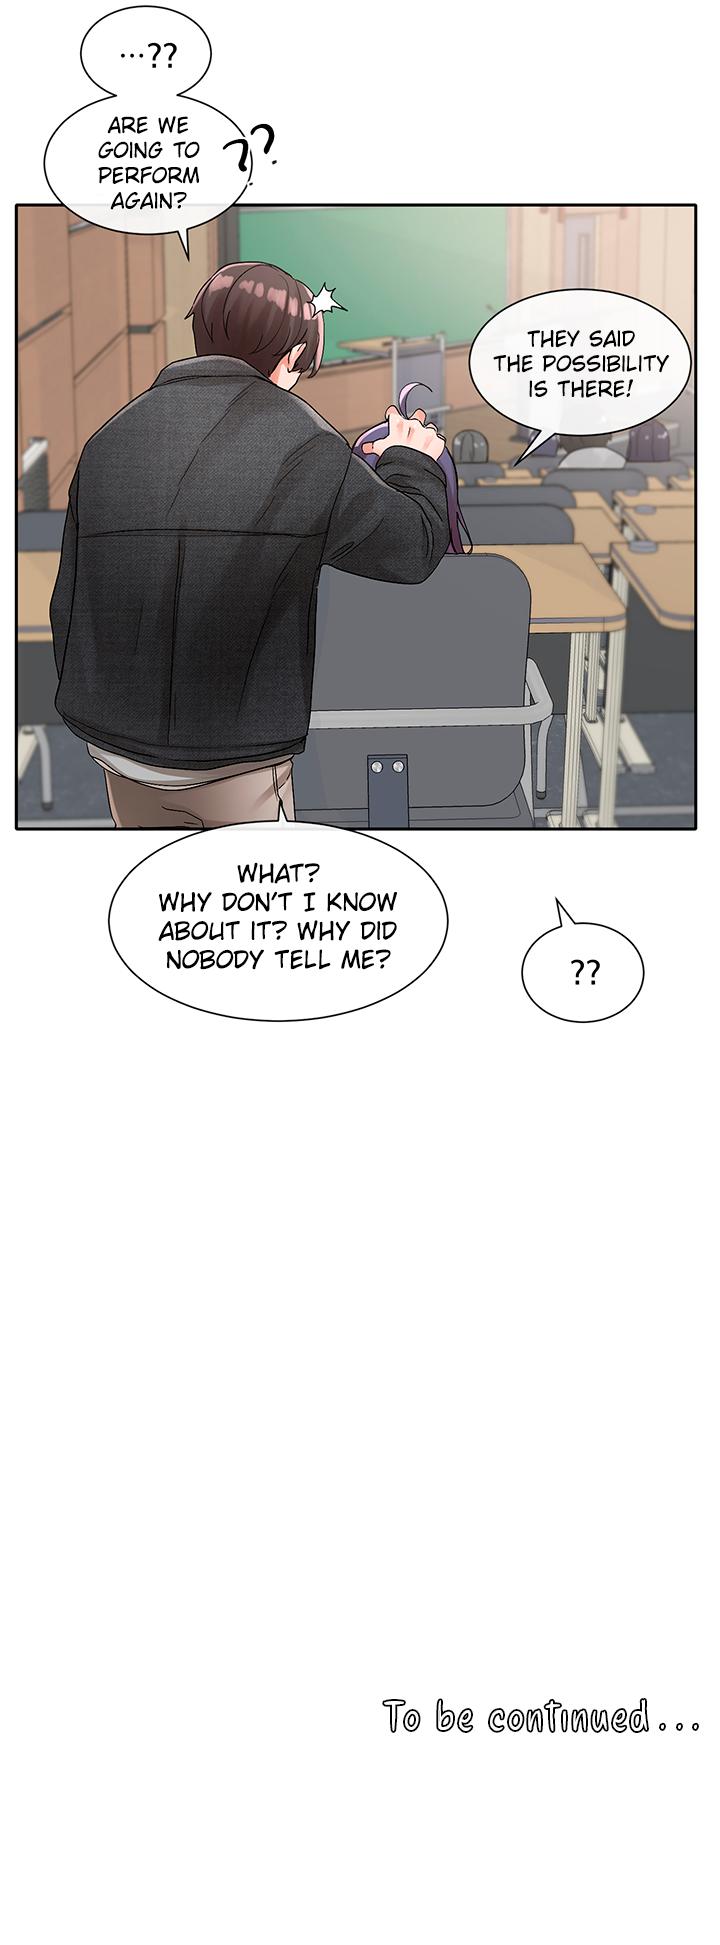 ...??
ARE WE
GOING TO
PERFORM
AGAIN?
??
THEY SAID
THE POSSIBILITY
IS THERE!
WHAT?
WHY DON'T I KNOW
ABOUT IT? WHY DID
NOBODY TELL ME?
??
To be continued...